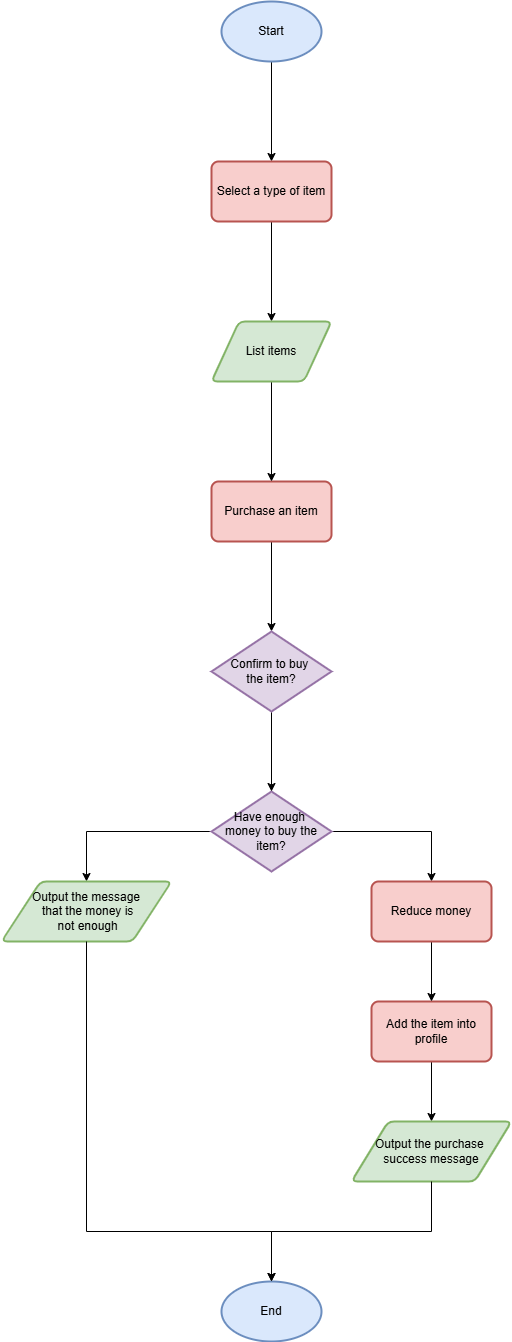 Start
Select a type of item
List items
Purchase an item
Confirm to buy
the item?
Have enough
money to buy the
item?
Output the message
that the money is
not enough
Reduce money
Add the item into
profile
Output the purchase
success message
End